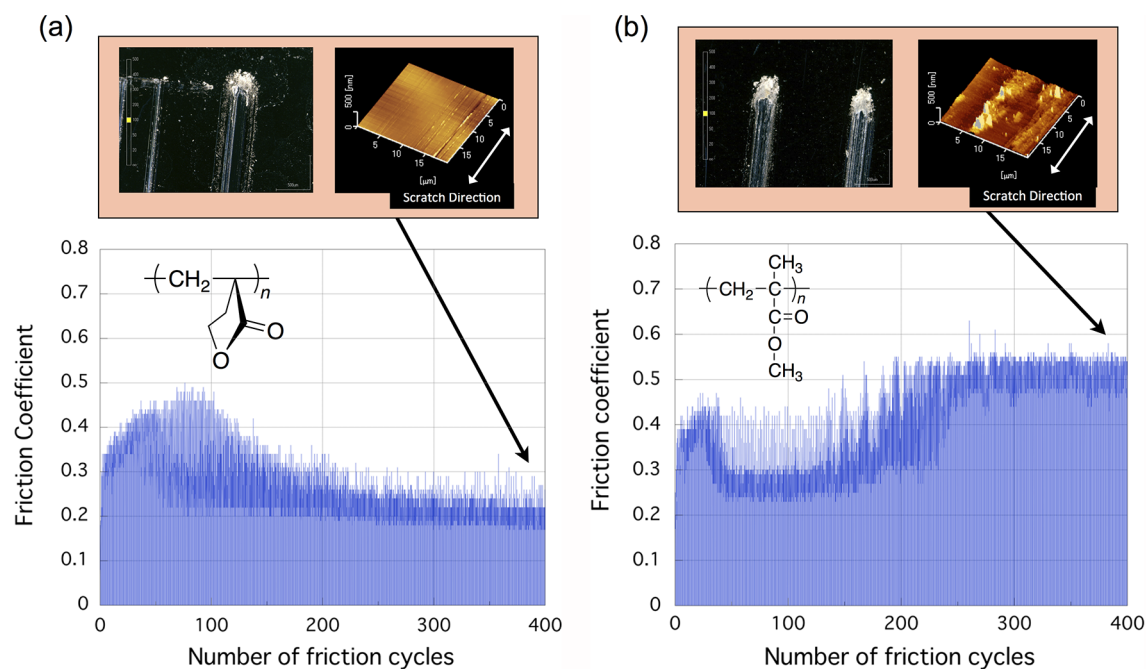 (a)
500 [nm]
0
0
5
10
15
5
10
15
[μm]
Scratch Direction
0.8
0.7
0.6
0.5
0.4
0.3
0.2
0.1
0
Friction Coefficient
CH2
n
O
O
0
100
200
300
400
Number of friction cycles
(b)
500 [nm]
0
0
5
10
15
5
10
15
[μm]
Scratch Direction
0.8
0.7
0.6
0.5
0.4
0.3
0.2
0.1
0
Friction coefficient
CH3
CH2 C
n
C=O
O
CH3
0
100
200
300
400
Number of friction cycles